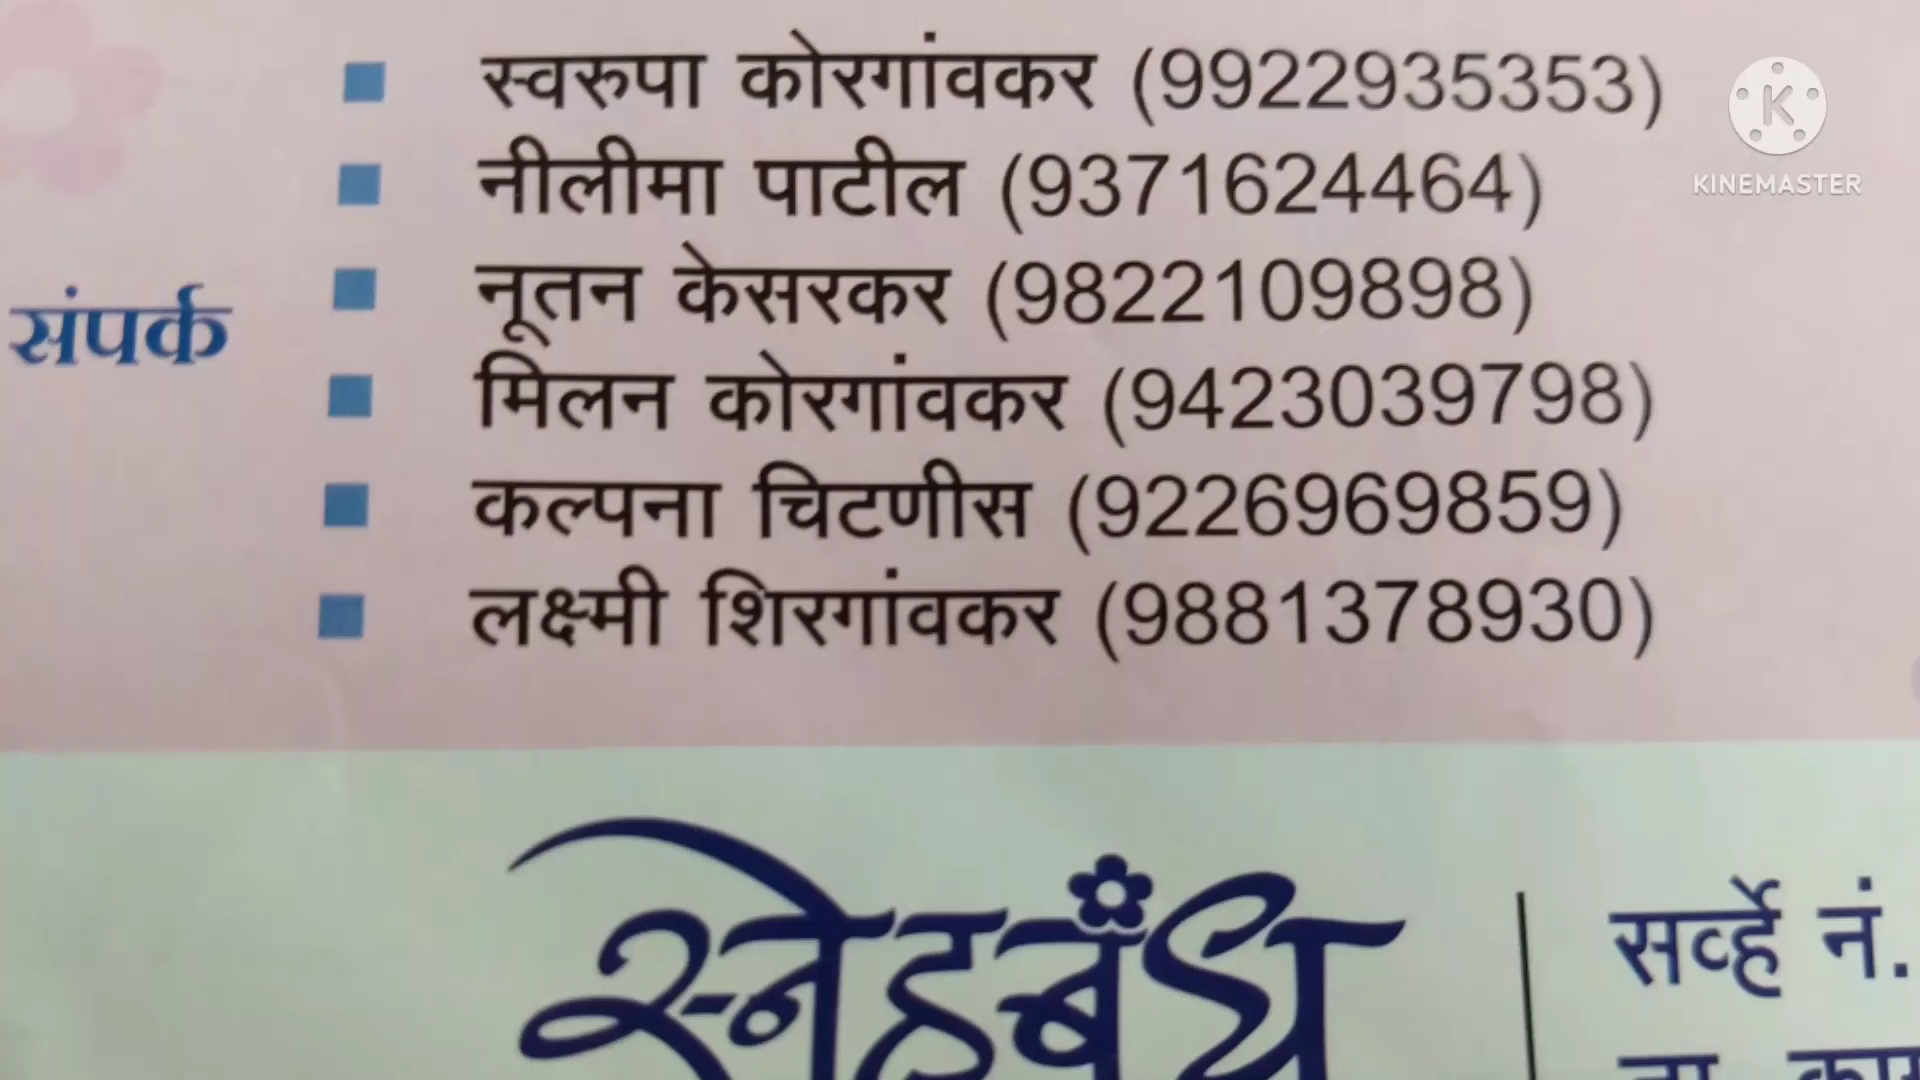 स्वरुपा कोरगांवकर (9922935353)
नीलीमा पाटील (9371624464)
नूतन केसरकर (9822109898)
संपर्क
मिलन कोरगांवकर (9423039798)
कल्पना चिटणीस (9226969859)
लक्ष्मी शिरगांवकर (9881378930)
स्नेहबंध
सर्व्हे नं.
K
KINEMASTER